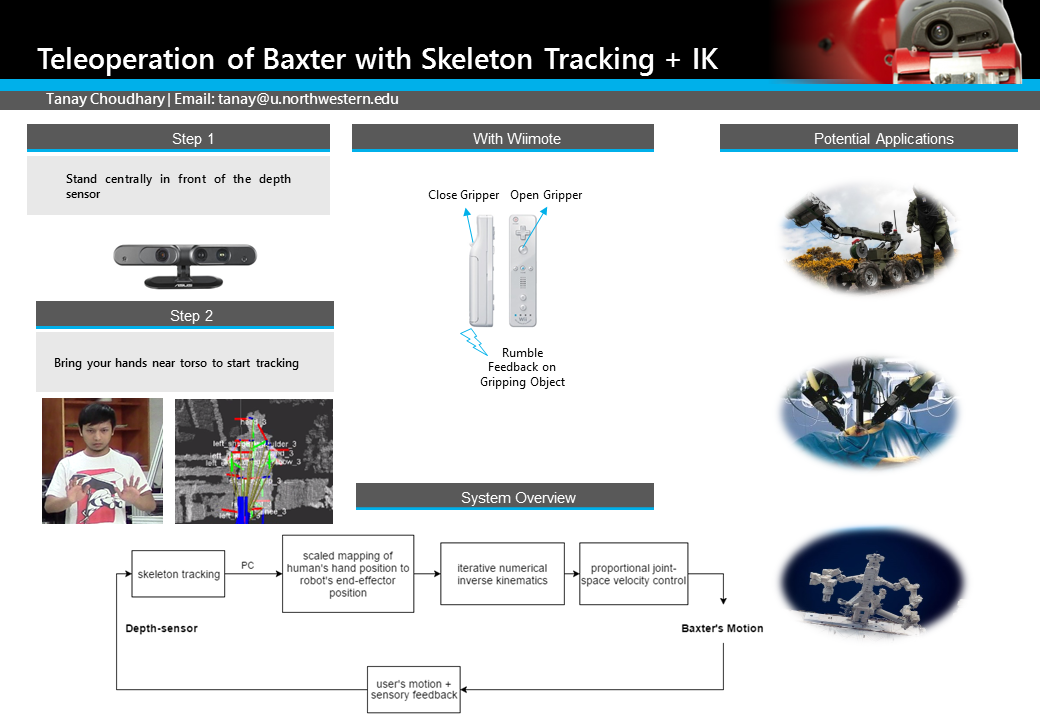 Teleoperation of Baxter with Skeleton Tracking + IK
Tanay Choudhary | Email: tanay@u.northwestern.edu
Step 1
Stand centrally in front of the depth
sensor
ASUS
Step 2
Bring your hands near torso to start tracking
head_3
With Wiimote
Close Gripper
Open Gripper
Wii
Rumble
Feedback on
Gripping Object
Potential Applications
System Overview
skeleton tracking
PC
scaled mapping of
human's hand position to
robot's end-effector
position
iterative numerical
inverse kinematics
proportional joint-
space velocity control
Depth-sensor
Baxter's Motion
user's motion +
sensory feedback